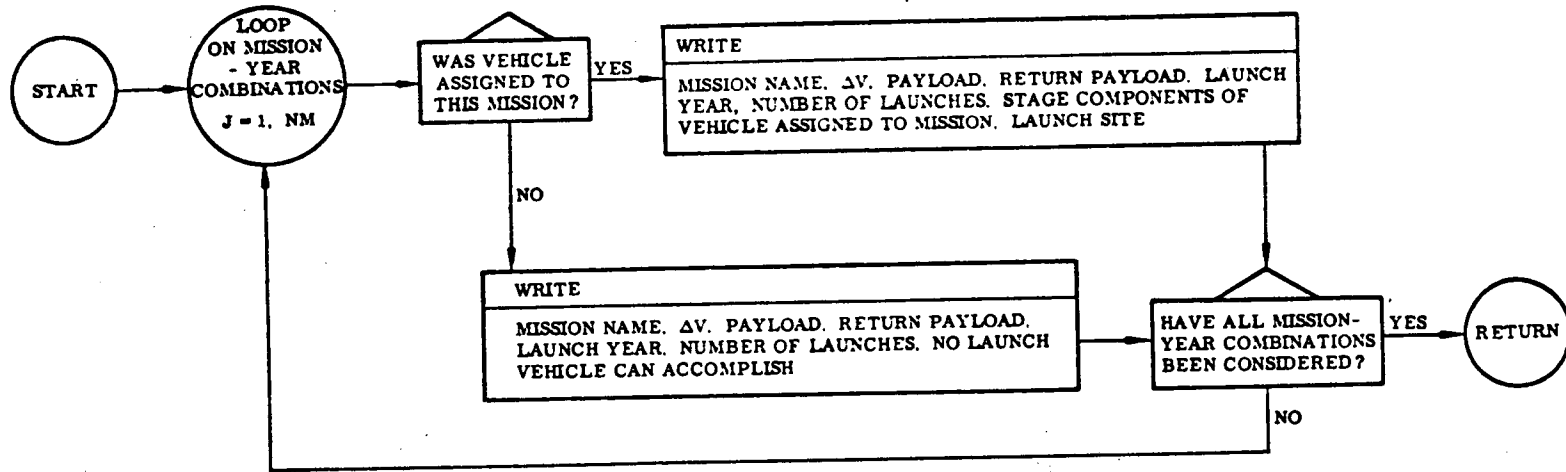 START
LOOP
ON MISSION
- YEAR
COMBINATIONS
J = 1, NM
WAS VEHICLE
ASSIGNED TO
THIS MISSION?
YES
WRITE
MISSION NAME, ΔV, PAYLOAD, RETURN PAYLOAD, LAUNCH
YEAR, NUMBER OF LAUNCHES, STAGE COMPONENTS OF
VEHICLE ASSIGNED TO MISSION, LAUNCH SITE
NO
WRITE
MISSION NAME, ΔV, PAYLOAD, RETURN PAYLOAD,
LAUNCH YEAR, NUMBER OF LAUNCHES, NO LAUNCH
VEHICLE CAN ACCOMPLISH
HAVE ALL MISSION-
YEAR COMBINATIONS
BEEN CONSIDERED?
YES
RETURN
NO